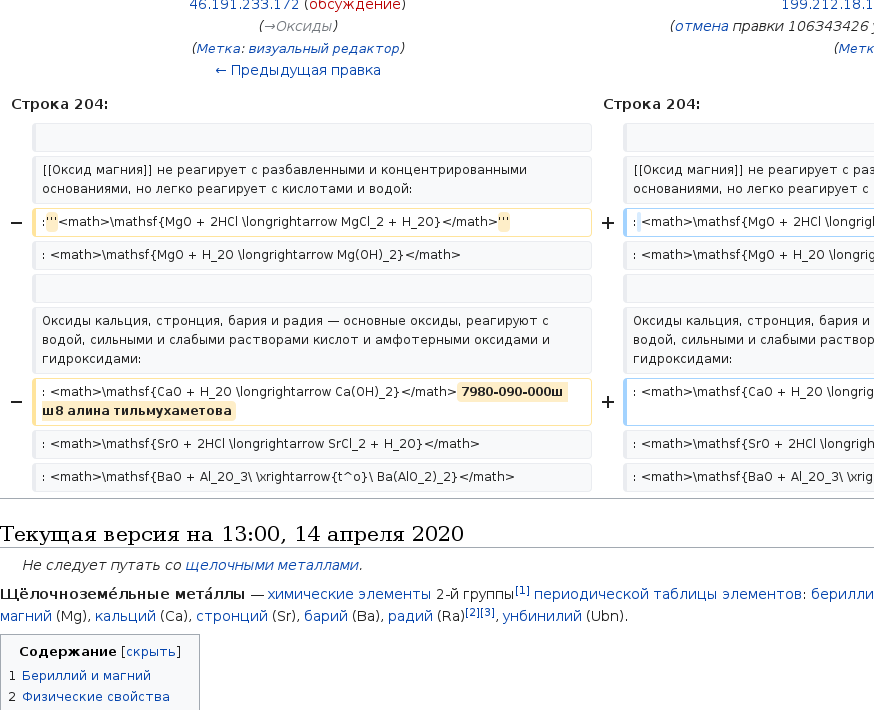 46.191.233.172 (обсуждение)
(→Оксиды)
(Метка: визуальный редактор)
← Предыдущая правка
199.212.18.1
(отмена правки 106343426
(Метк
Строка 204:
Строка 204:
[[Оксид магния]] не реагирует с разбавленными и концентрированными
основаниями, но легко реагирует с кислотами и водой:
[[Оксид магния]] не реагирует с раз
основаниями, но легко реагирует с
− :'''<math>\mathsf{MgO + 2HCl \longrightarrow MgCl_2 + H_2O}</math>'''
+ : <math>\mathsf{MgO + 2HCl \longrigh
: <math>\mathsf{MgO + H_2O \longrightarrow Mg(OH)_2}</math>
: <math>\mathsf{MgO + H_2O \longrig
Оксиды кальция, стронция, бария и радия — основные оксиды, реагируют с
водой, сильными и слабыми растворами кислот и амфотерными оксидами и
гидроксидами:
Оксиды кальция, стронция, бария и
водой, сильными и слабыми раствор
гидроксидами:
− : <math>\mathsf{CaO + H_2O \longrightarrow Ca(OH)_2}</math> 7980-090-000ш
ш8 алина тильмухаметова
+ : <math>\mathsf{CaO + H_2O \longrig
: <math>\mathsf{SrO + 2HCl \longrightarrow SrCl_2 + H_2O}</math>
: <math>\mathsf{SrO + 2HCl \longrigh
: <math>\mathsf{BaO + Al_2O_3\ \xrightarrow{t^o}\ Ba(AlO_2)_2}</math>
: <math>\mathsf{BaO + Al_2O_3\ \xrig
Текущая версия на 13:00, 14 апреля 2020
Не следует путать со щелочными металлами.
Щёлочноземе́льные мета́ллы — химические элементы 2-й группы[1] периодической таблицы элементов: берилли
магний (Mg), кальций (Ca), стронций (Sr), барий (Ba), радий (Ra)[2][3], унбинилий (Ubn).
Содержание [скрыть]
1 Бериллий и магний
2 Физические свойства